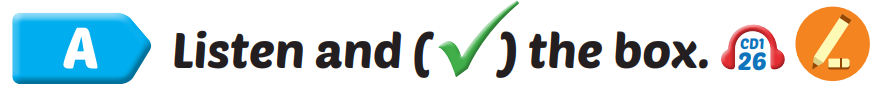 A Listen and (✓) the box. CD1 26